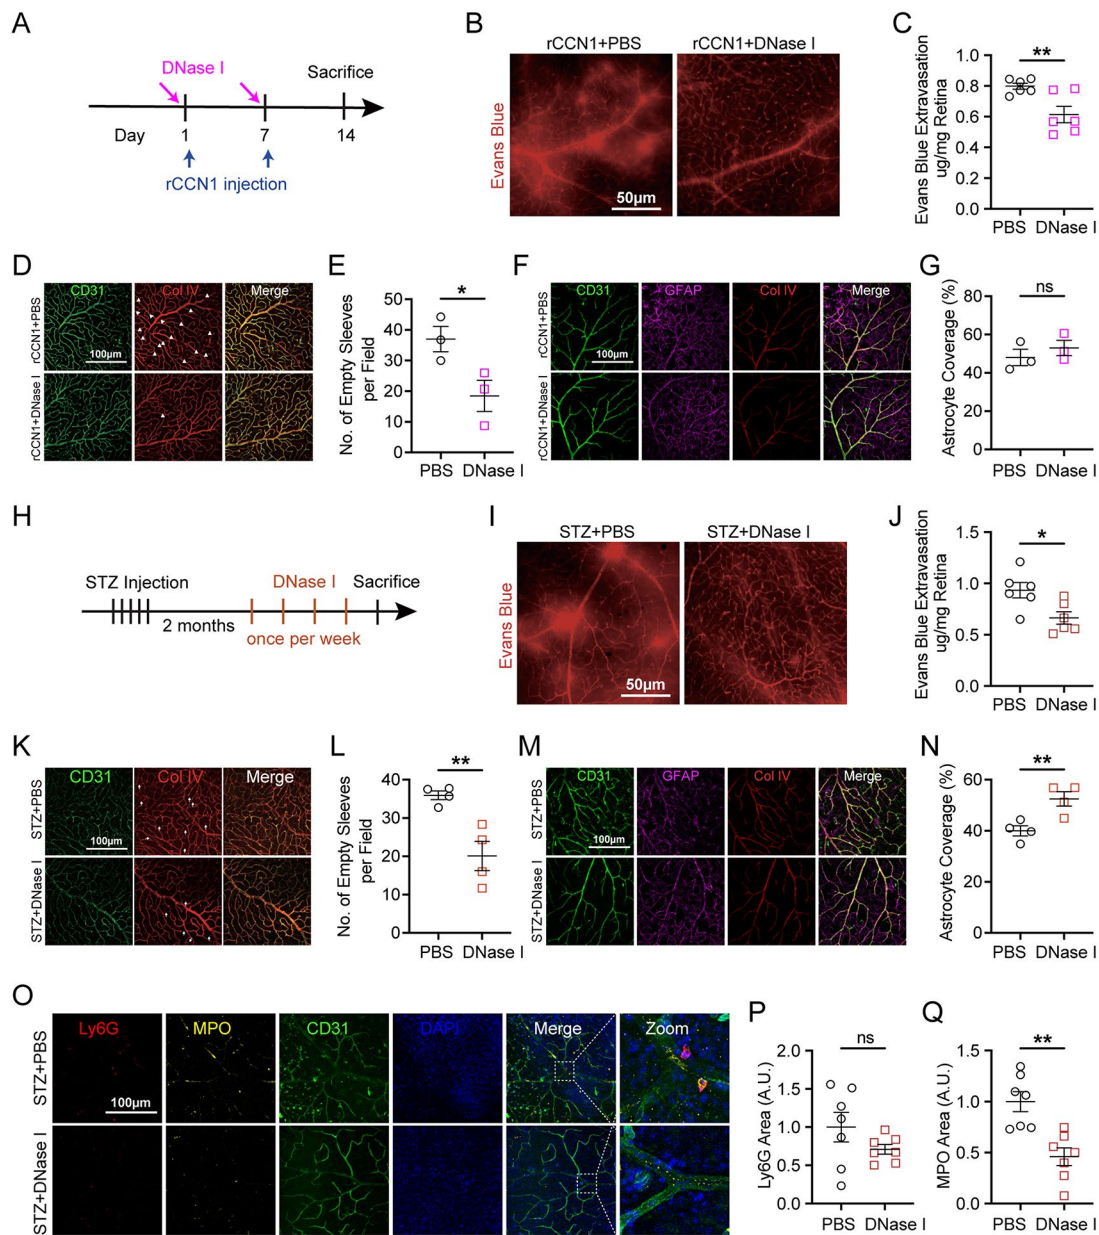 A
DNase I
Sacrifice
Day
1
7
14
rCCN1 injection
B
rCCN1+PBS
rCCN1+DNase I
Evans Blue
50μm
C
**
Evans Blue Extravasation
ug/mg Retina
1.0
0.8
0.6
0.4
0.2
0.0
PBS
DNase I
D
CD31
Col IV
Merge
rCCN1+PBS
100μm
rCCN1+DNase I
E
*
No. of Empty Sleeves
per Field
50
40
30
20
10
0
PBS
DNase I
F
CD31
GFAP
Col IV
Merge
rCCN1+PBS
100μm
rCCN1+DNase I
G
ns
Astrocyte Coverage (%)
80
60
40
20
0
PBS
DNase I
H
STZ Injection
DNase I
Sacrifice
2 months
once per week
I
STZ+PBS
STZ+DNase I
Evans Blue
50μm
J
*
Evans Blue Extravasation
ug/mg Retina
1.5
1.0
0.5
0.0
PBS
DNase I
K
CD31
Col IV
Merge
STZ+PBS
100μm
STZ+DNase I
L
**
No. of Empty Sleeves
per Field
40
30
20
10
0
PBS
DNase I
M
CD31
GFAP
Col IV
Merge
STZ+PBS
100μm
STZ+DNase I
N
**
Astrocyte Coverage (%)
60
40
20
0
PBS
DNase I
O
Ly6G
MPO
CD31
DAPI
Merge
Zoom
STZ+PBS
100μm
STZ+DNase I
P
ns
Ly6G Area (A.U.)
2.0
1.5
1.0
0.5
0.0
PBS
DNase I
Q
**
MPO Area (A.U.)
1.5
1.0
0.5
0.0
PBS
DNase I